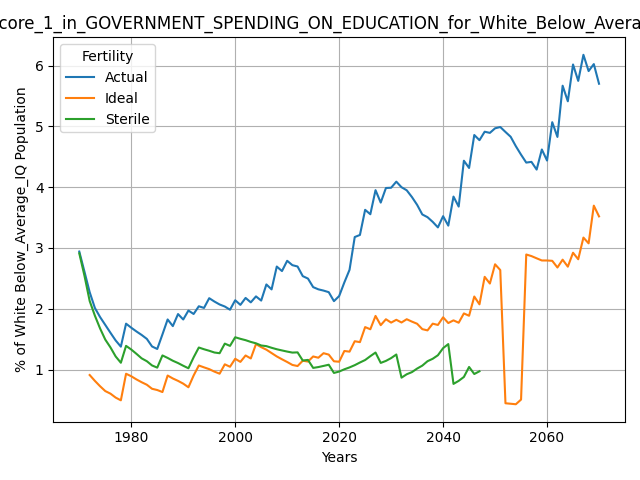 core_1_in_GOVERNMENT_SPENDING_ON_EDUCATION_for_White_Below_Avera
Fertility
Actual
Ideal
Sterile
% of White Below_Average_IQ Population
6
5
4
3
2
1
1980 2000 2020 2040 2060
Years